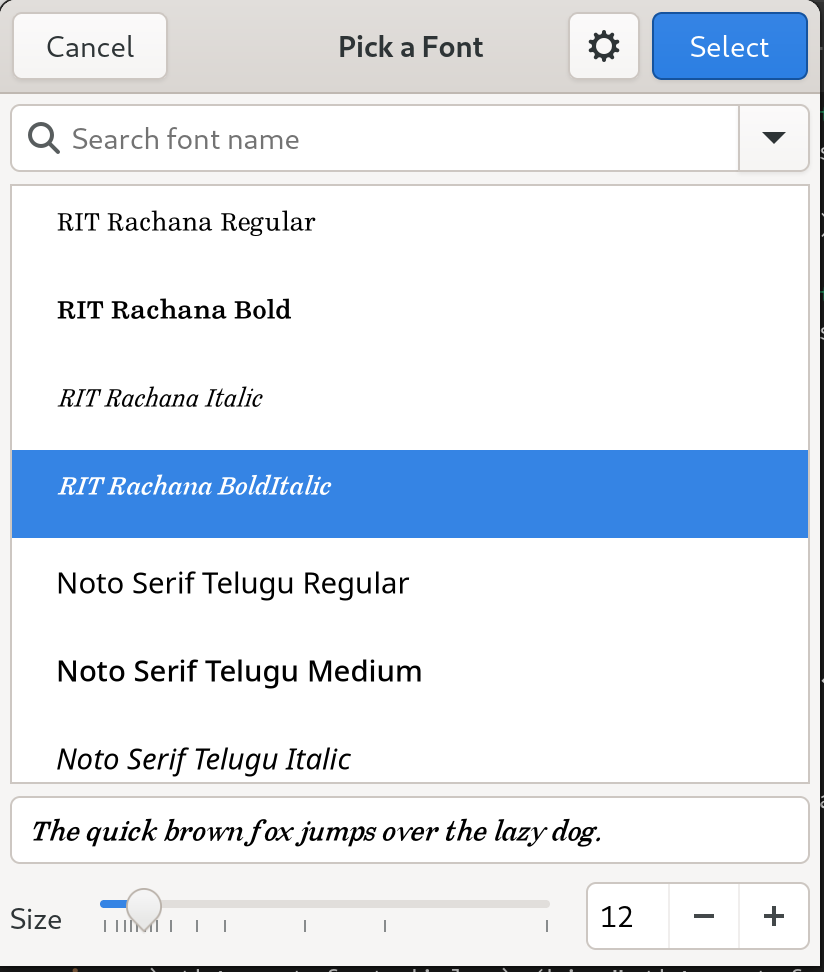 Cancel
Pick a Font
Select
Search font name
RIT Rachana Regular
RIT Rachana Bold
RIT Rachana Italic
RIT Rachana BoldItalic
Noto Serif Telugu Regular
Noto Serif Telugu Medium
Noto Serif Telugu Italic
The quick brown fox jumps over the lazy dog.
Size
12